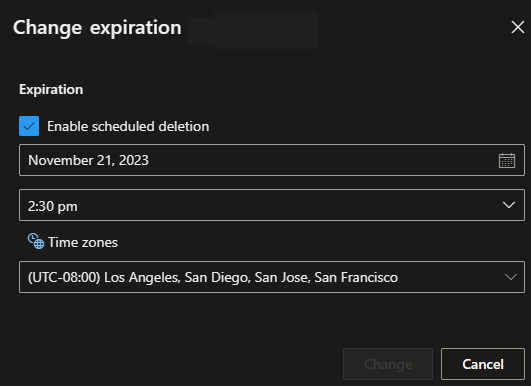 Change expiration
Expiration
Enable scheduled deletion
November 21, 2023
2:30 pm
Time zones
(UTC-08:00) Los Angeles, San Diego, San Jose, San Francisco
Change
Cancel